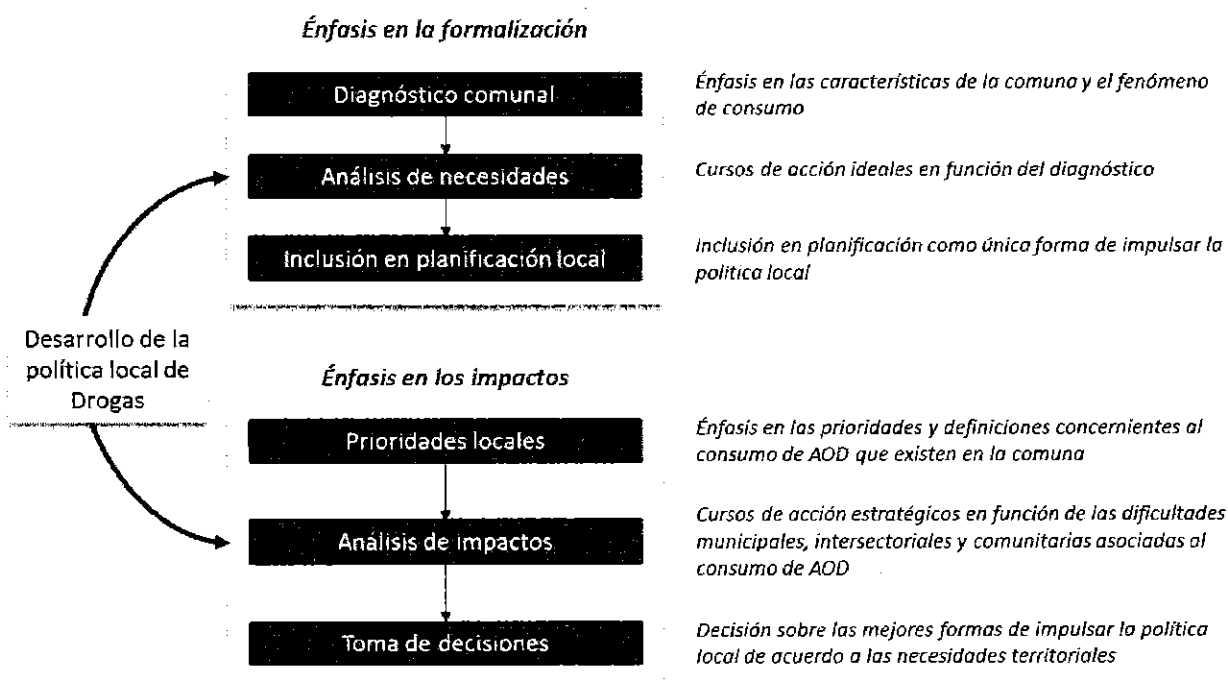 Énfasis en la formalización
Diagnóstico comunal
Énfasis en las características de la comuna y el fenómeno
de consumo
Análisis de necesidades
Cursos de acción ideales en función del diagnóstico
Inclusión en planificación local
Inclusión en planificación como única forma de impulsar la
política local
Desarrollo de la
política local de
Drogas
Énfasis en los impactos
Prioridades locales
Énfasis en las prioridades y definiciones concernientes al
consumo de AOD que existen en la comuna
Análisis de impactos
Cursos de acción estratégicos en función de las dificultades
municipales, intersectoriales y comunitarias asociadas al
consumo de AOD
Toma de decisiones
Decisión sobre las mejores formas de impulsar la política
local de acuerdo a las necesidades territoriales